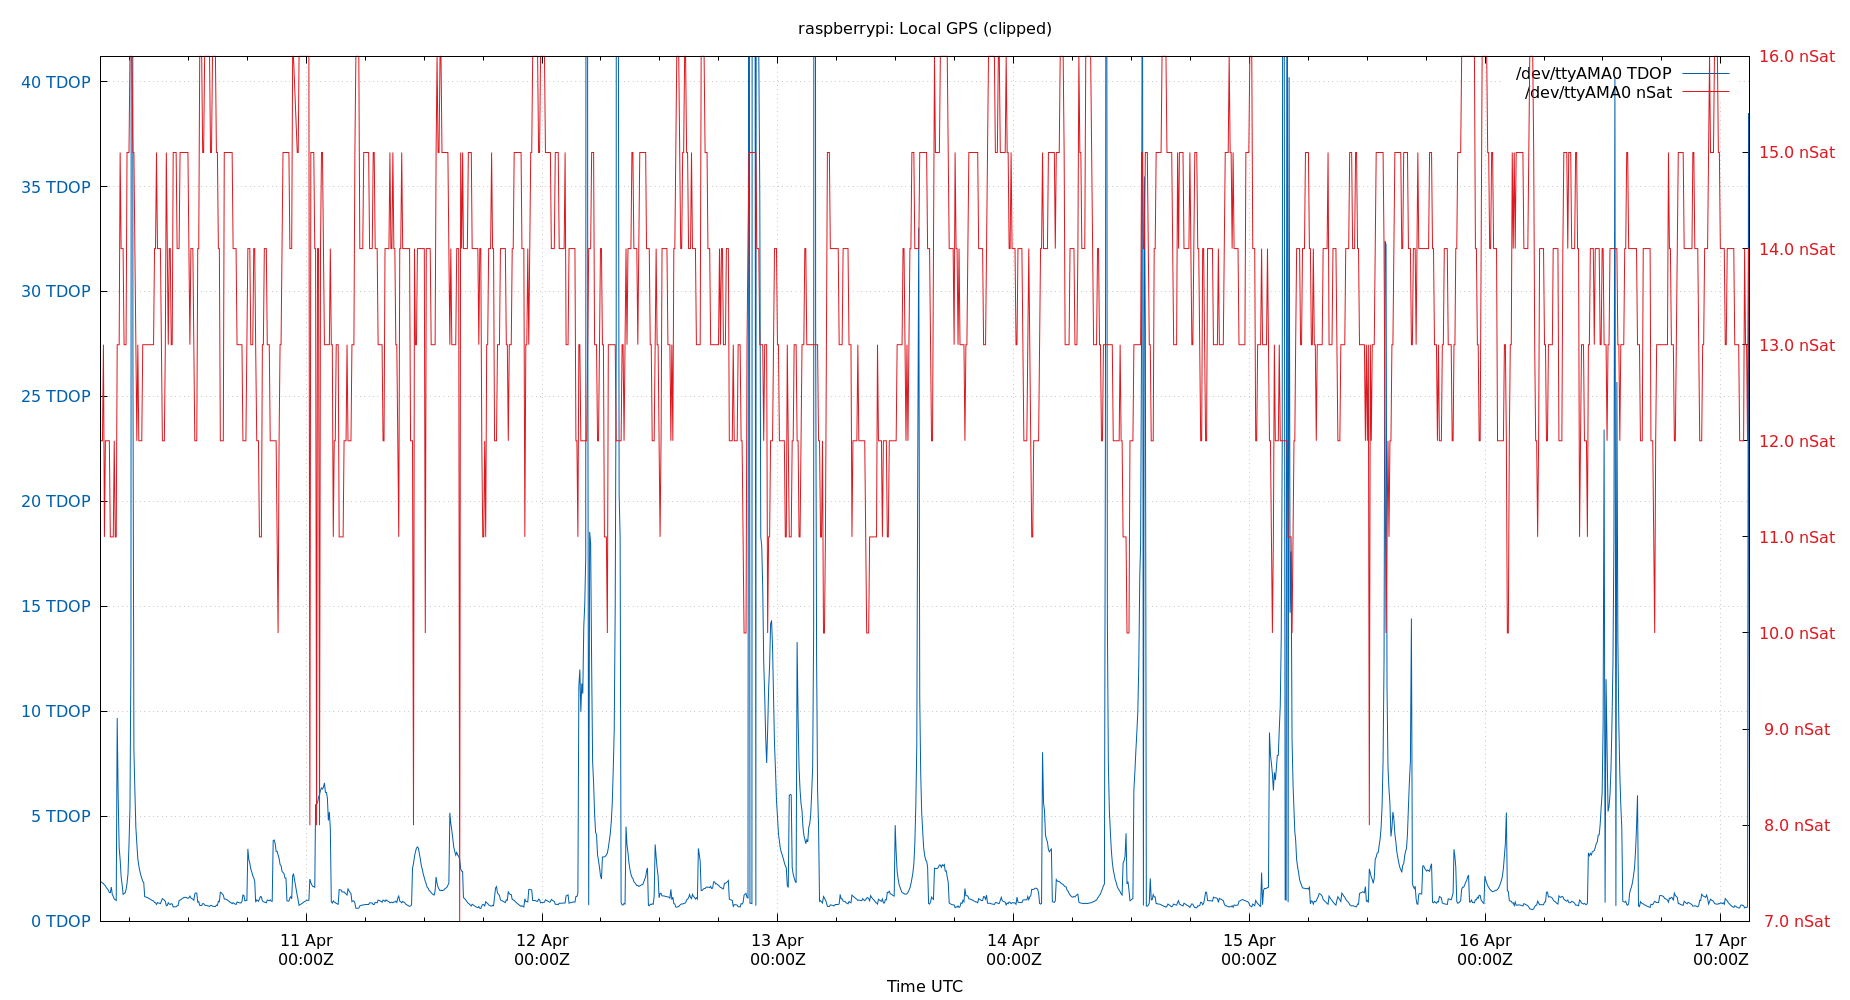 raspberrypi: Local GPS (clipped)
/dev/ttyAMA0 TDOP
/dev/ttyAMA0 nSat
40 TDOP
35 TDOP
30 TDOP
25 TDOP
20 TDOP
15 TDOP
10 TDOP
5 TDOP
0 TDOP
16.0 nSat
15.0 nSat
14.0 nSat
13.0 nSat
12.0 nSat
11.0 nSat
10.0 nSat
9.0 nSat
8.0 nSat
7.0 nSat
11 Apr
00:00Z
12 Apr
00:00Z
13 Apr
00:00Z
14 Apr
00:00Z
15 Apr
00:00Z
16 Apr
00:00Z
17 Apr
00:00Z
Time UTC